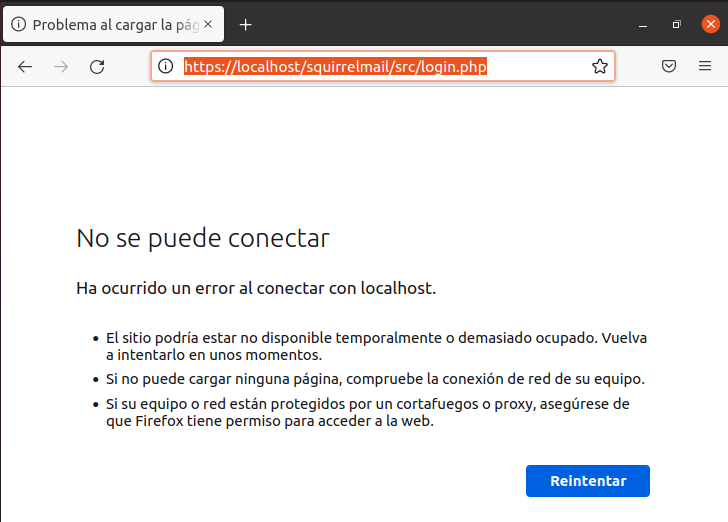 Problema al cargar la pág
https://localhost/squirrelmail/src/login.php
No se puede conectar
Ha ocurrido un error al conectar con localhost.
• El sitio podría estar no disponible temporalmente o demasiado ocupado. Vuelva
a intentarlo en unos momentos.
• Si no puede cargar ninguna página, compruebe la conexión de red de su equipo.
• Si su equipo o red están protegidos por un cortafuegos o proxy, asegúrese de
que Firefox tiene permiso para acceder a la web.
Reintentar